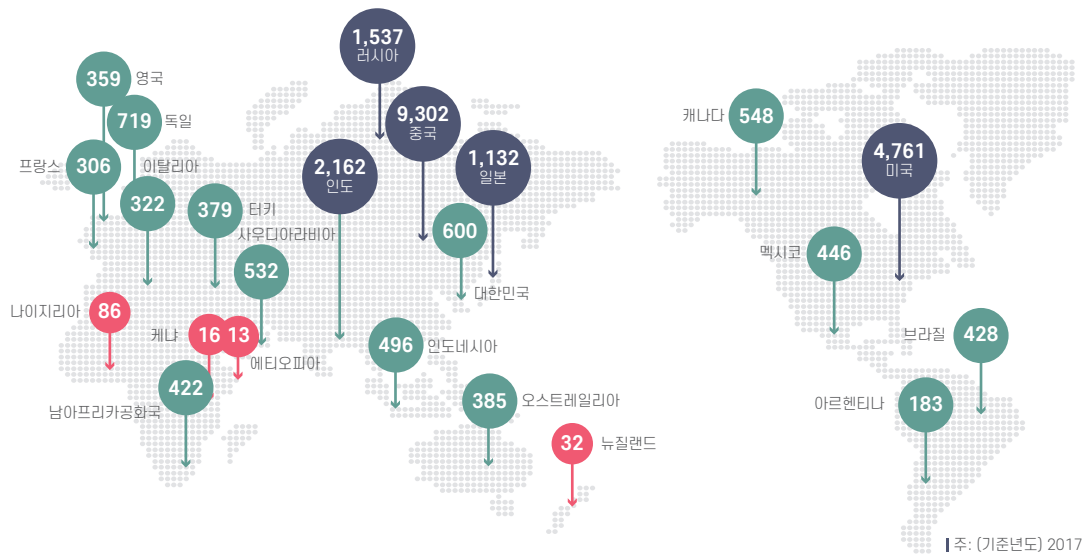 1,537
러시아
359 영국
719 독일
9,302
중국
캐나다 548
4,761
미국
프랑스 306
이탈리아
322
2,162
인도
1,132
일본
379 터키
사우디아라비아
532
600
대한민국
멕시코 446
나이지리아 86
케냐 16
13
에티오피아
496 인도네시아
브라질 428
422
남아프리카공화국
385 오스트레일리아
아르헨티나 183
32 뉴질랜드
주: (기준년도) 2017